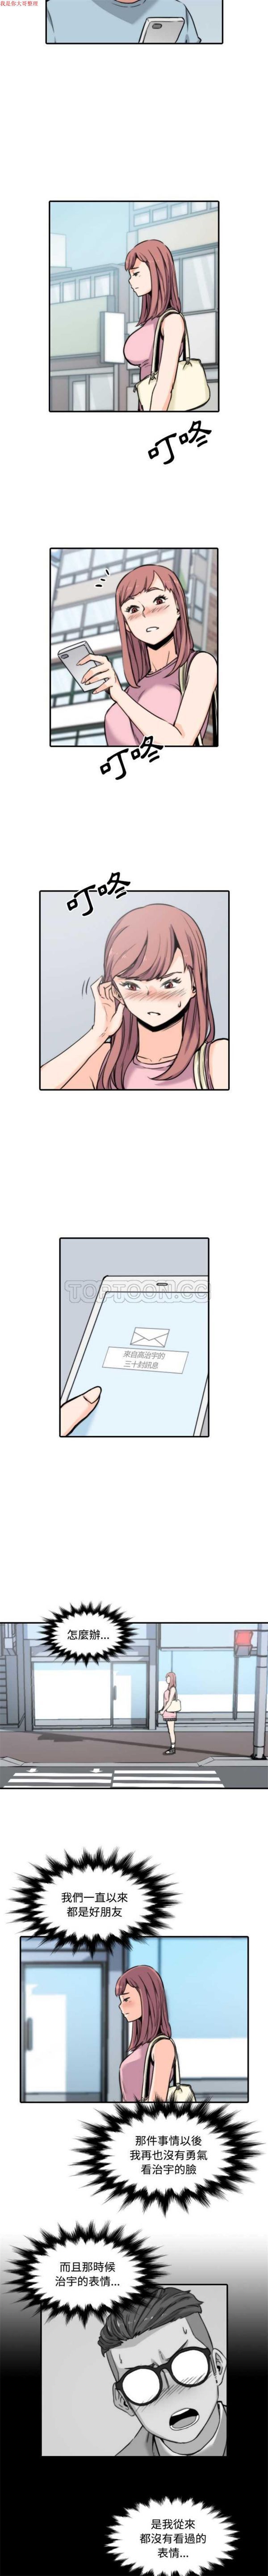 我是你大哥整理
叮咚
叮咚
叮咚
TOPTOON.CC
來自高治宇的
三十封訊息
怎麼辦...
我們一直以來
都是好朋友
那件事情以後
我再也沒有勇氣
看治宇的臉
而且那時候
治宇的表情...
是我從來
都沒有看過的
表情...